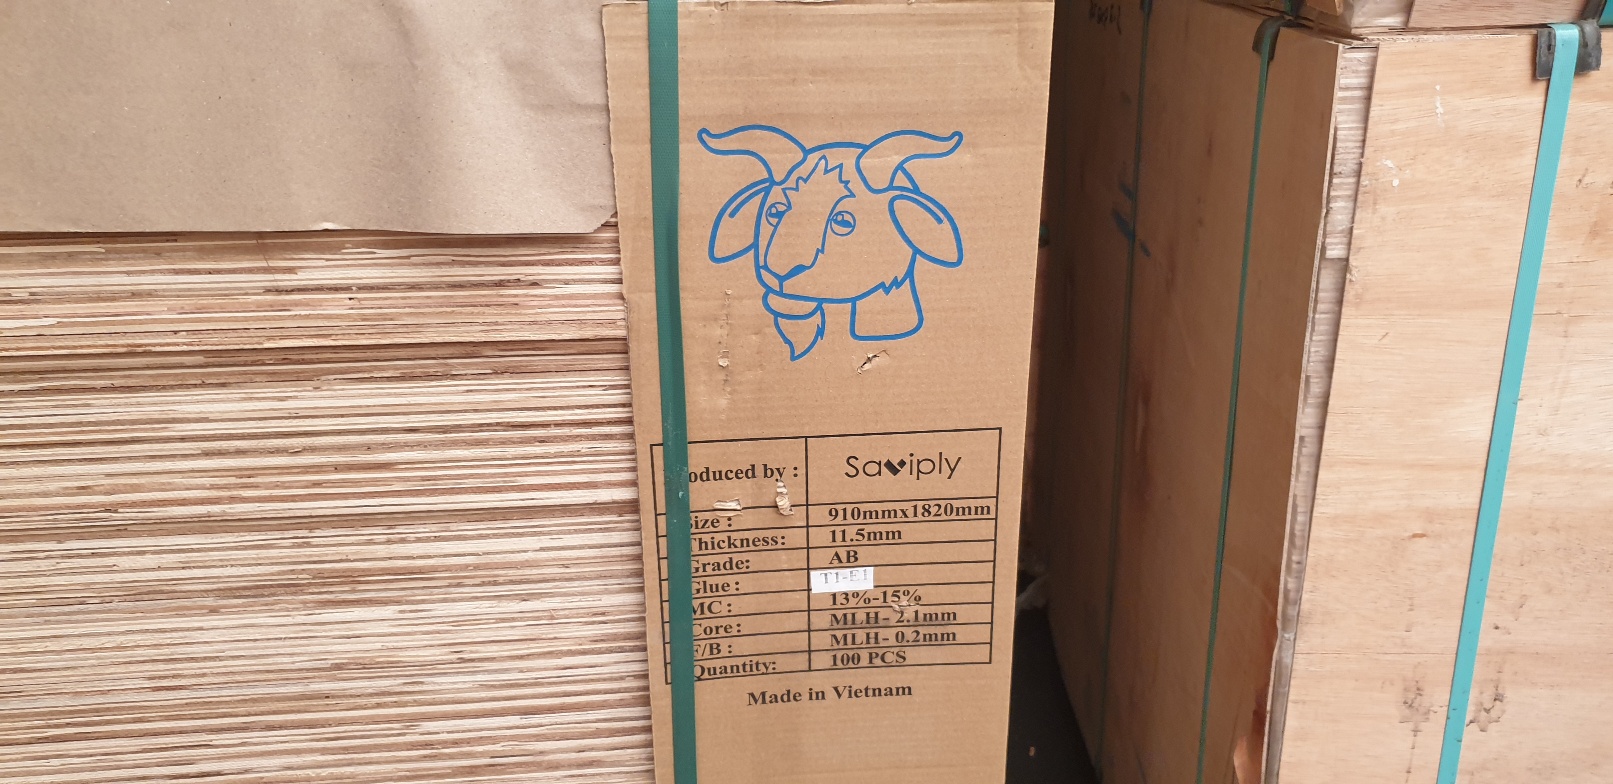 oduced by : Saviply
Size : 910mmx1820mm
Thickness: 11.5mm
Grade: AB
Glue : T1-E1
MC : 13%-15%
Core : MLH- 2.1mm
F/B : MLH- 0.2mm
Quantity: 100 PCS
Made in Vietnam